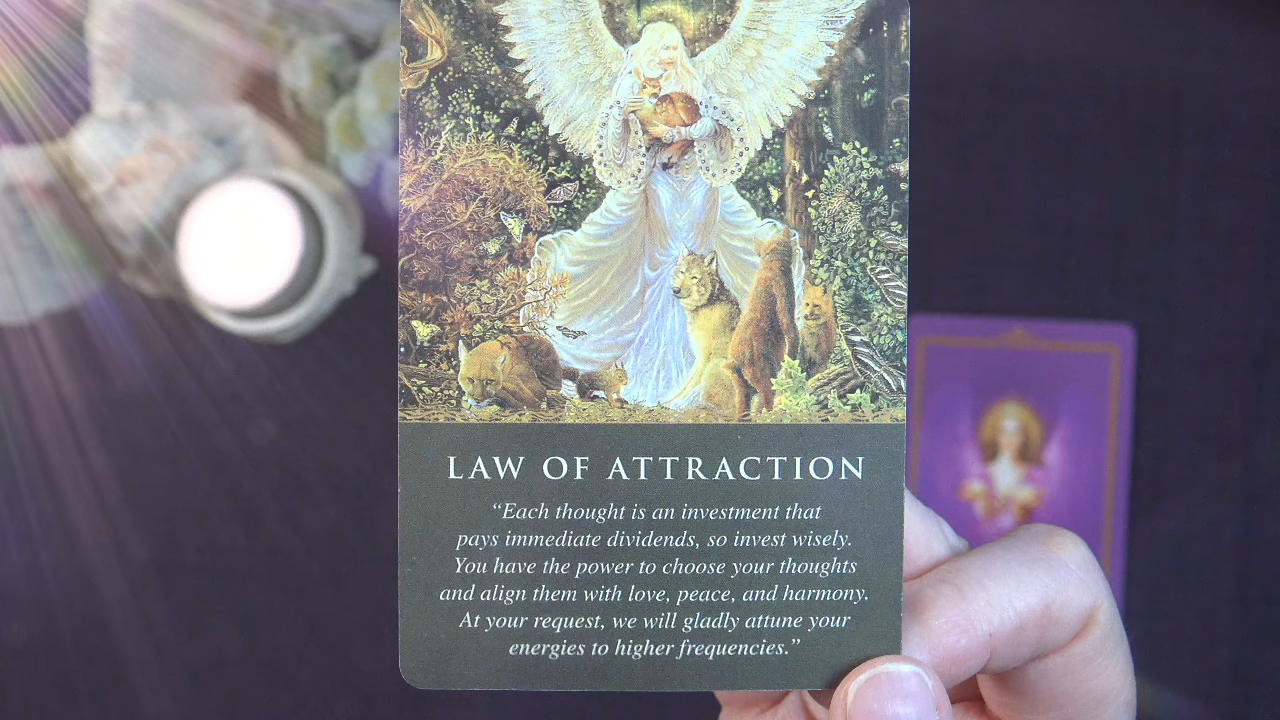 LAW OF ATTRACTION
“Each thought is an investment that
pays immediate dividends, so invest wisely.
You have the power to choose your thoughts
and align them with love, peace, and harmony.
At your request, we will gladly attune your
energies to higher frequencies.”